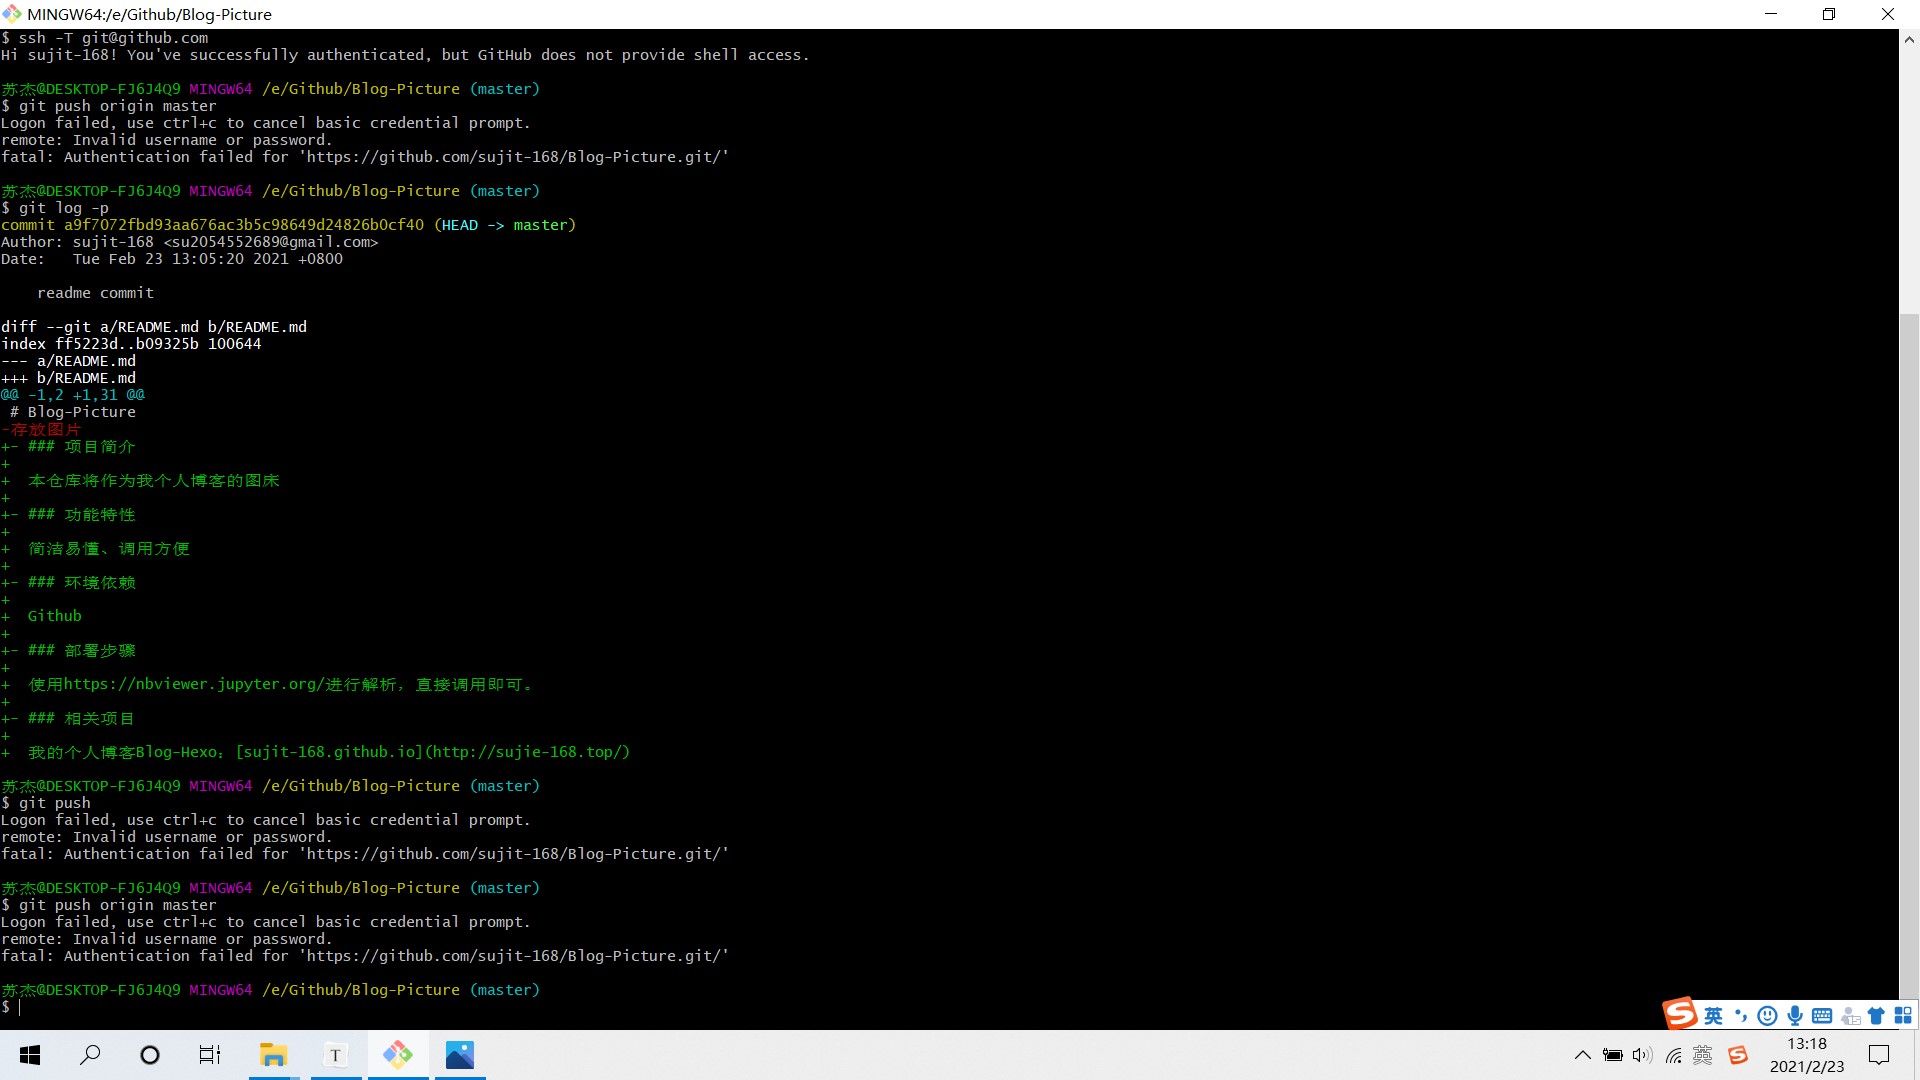 MINGW64:/e/Github/Blog-Picture
$ ssh -T git@github.com
Hi sujit-168! You've successfully authenticated, but GitHub does not provide shell access.
苏杰@DESKTOP-FJ6J4Q9 MINGW64 /e/Github/Blog-Picture (master)
$ git push origin master
Logon failed, use ctrl+c to cancel basic credential prompt.
remote: Invalid username or password.
fatal: Authentication failed for 'https://github.com/sujit-168/Blog-Picture.git/'
苏杰@DESKTOP-FJ6J4Q9 MINGW64 /e/Github/Blog-Picture (master)
$ git log -p
commit a9f7072fbd93aa676ac3b5c98649d24826b0cf40 (HEAD -> master)
Author: sujit-168 <su2054552689@gmail.com>
Date:   Tue Feb 23 13:05:20 2021 +0800
    readme commit
diff --git a/README.md b/README.md
index ff5223d..b09325b 100644
--- a/README.md
+++ b/README.md
@@ -1,2 +1,31 @@
 # Blog-Picture
-存放图片
+- ### 项目简介
+
+  本仓库将作为我个人博客的图床
+
+- ### 功能特性
+
+  简洁易懂、调用方便
+
+- ### 环境依赖
+
+  Github
+
+- ### 部署步骤
+
+  使用https://nbviewer.jupyter.org/进行解析，直接调用即可。
+
+- ### 相关项目
+
+  我的个人博客Blog-Hexo：[sujit-168.github.io](http://sujie-168.top/)
苏杰@DESKTOP-FJ6J4Q9 MINGW64 /e/Github/Blog-Picture (master)
$ git push
Logon failed, use ctrl+c to cancel basic credential prompt.
remote: Invalid username or password.
fatal: Authentication failed for 'https://github.com/sujit-168/Blog-Picture.git/'
苏杰@DESKTOP-FJ6J4Q9 MINGW64 /e/Github/Blog-Picture (master)
$ git push origin master
Logon failed, use ctrl+c to cancel basic credential prompt.
remote: Invalid username or password.
fatal: Authentication failed for 'https://github.com/sujit-168/Blog-Picture.git/'
苏杰@DESKTOP-FJ6J4Q9 MINGW64 /e/Github/Blog-Picture (master)
$
S 英
T
英 S
13:18
2021/2/23